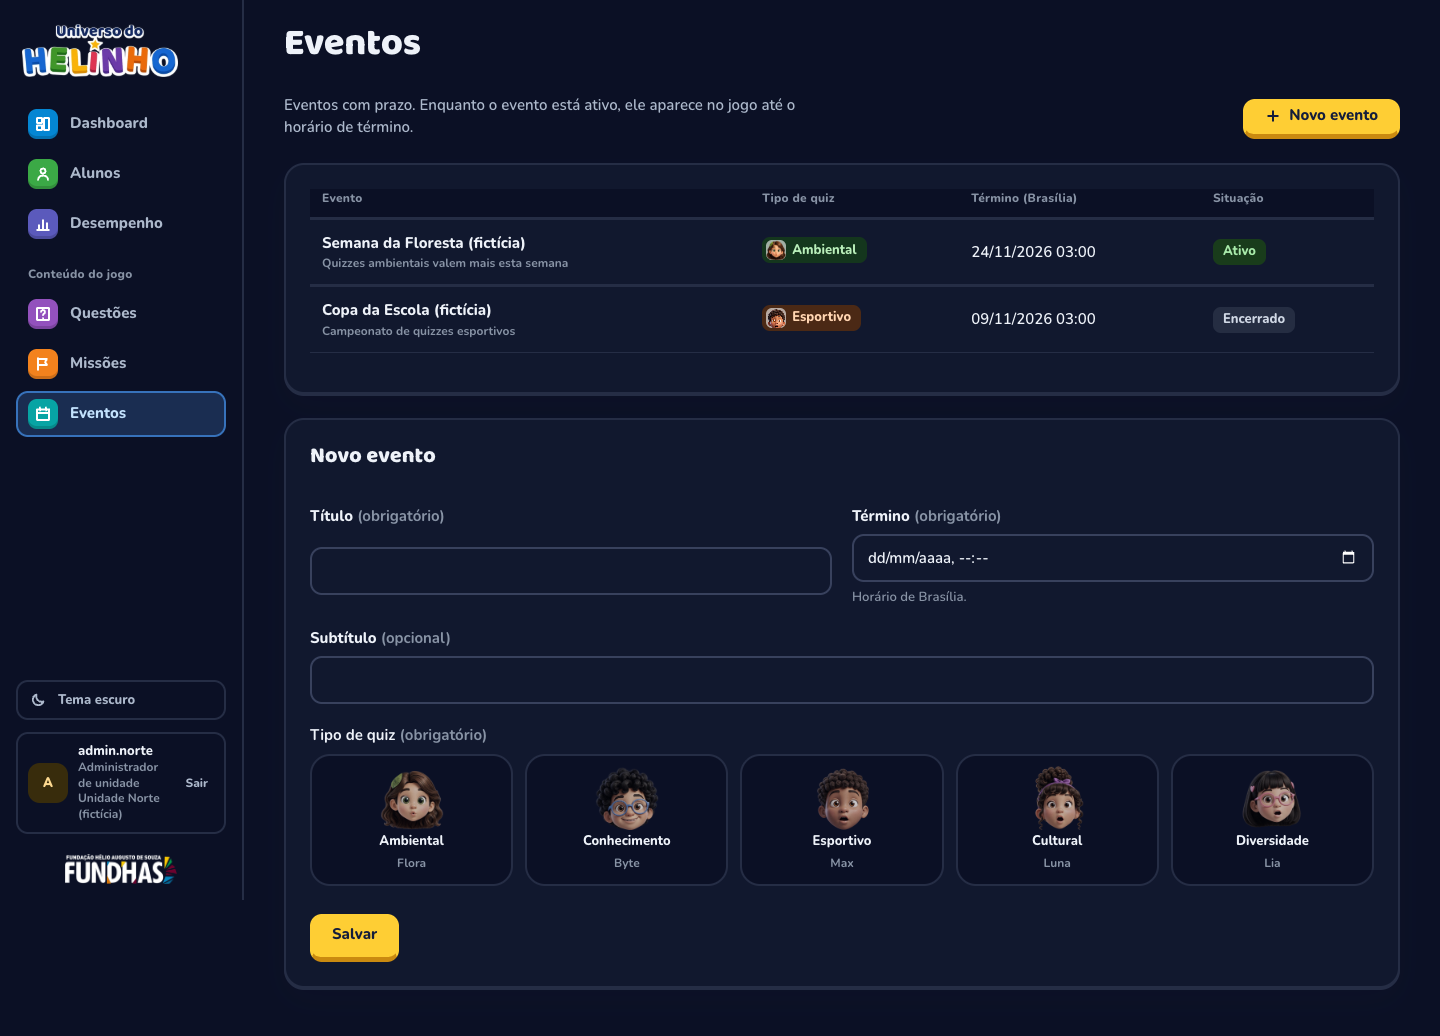 Universo do
HELINHO
Dashboard
Alunos
Desempenho
Conteúdo do jogo
Questões
Missões
Eventos
Tema escuro
A
admin.norte
Administrador
de unidade
Unidade Norte
(fictícia)
Sair
FUNDAÇÃO HÉLIO AUGUSTO DE SOUZA
FUNDHAS
Eventos
Eventos com prazo. Enquanto o evento está ativo, ele aparece no jogo até o
horário de término.
Novo evento
Evento Tipo de quiz Término (Brasília) Situação
Semana da Floresta (fictícia) Ambiental 24/11/2026 03:00 Ativo
Quizzes ambientais valem mais esta semana
Copa da Escola (fictícia) Esportivo 09/11/2026 03:00 Encerrado
Campeonato de quizzes esportivos
Novo evento
Título (obrigatório)
Término (obrigatório)
dd/mm/aaaa, --:--
Horário de Brasília.
Subtítulo (opcional)
Tipo de quiz (obrigatório)
Ambiental
Flora
Conhecimento
Byte
Esportivo
Max
Cultural
Luna
Diversidade
Lia
Salvar